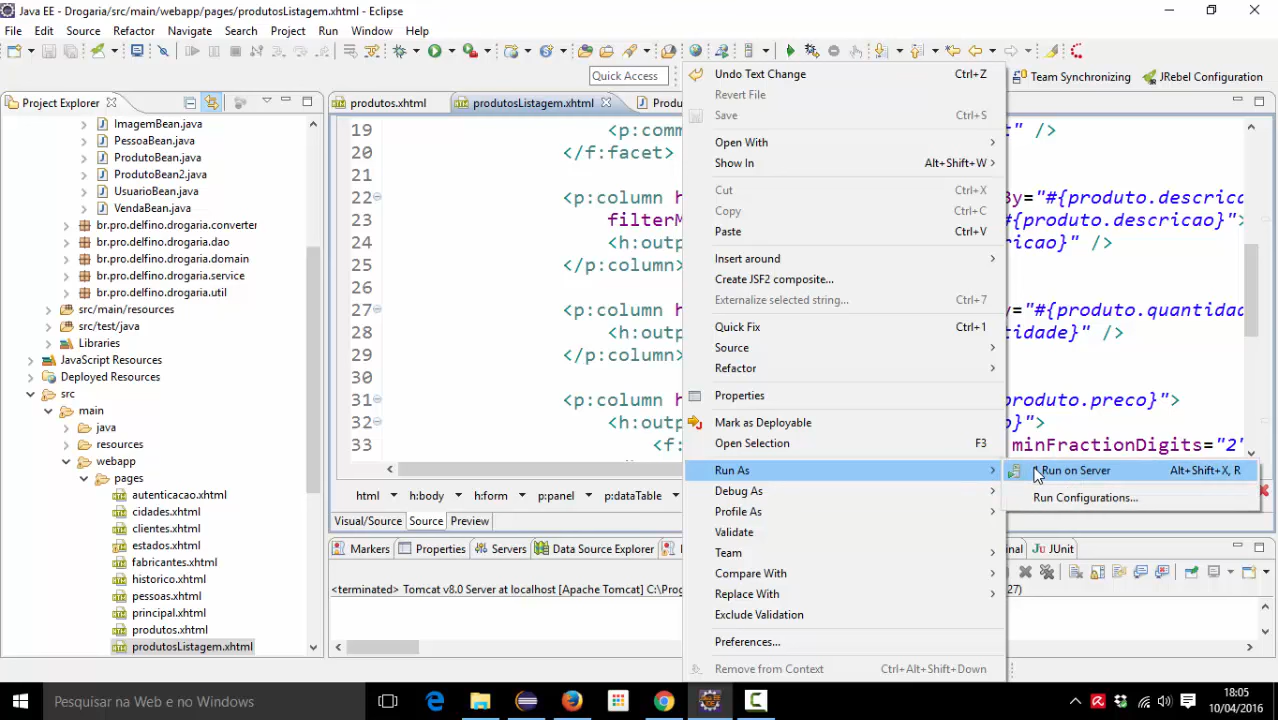 Java EE - Drogaria/src/main/webapp/pages/produtosListagem.xhtml - Eclipse
File Edit Source Refactor Navigate Search Project Run Window Help
Quick Access
Team Synchronizing
JRebel Configuration
Project Explorer
ImagemBean.java
PessoaBean.java
ProdutoBean.java
ProdutoBean2.java
UsuarioBean.java
VendaBean.java
br.pro.delfino.drogaria.converter
br.pro.delfino.drogaria.dao
br.pro.delfino.drogaria.domain
br.pro.delfino.drogaria.service
br.pro.delfino.drogaria.util
src/main/resources
src/test/java
Libraries
JavaScript Resources
Deployed Resources
src
main
java
resources
webapp
pages
autenticacao.xhtml
cidades.xhtml
clientes.xhtml
estados.xhtml
fabricantes.xhtml
historico.xhtml
pessoas.xhtml
principal.xhtml
produtos.xhtml
produtosListagem.xhtml
produtos.xhtml produtosListagem.xhtml Produ
19 <p:comm t" />
20 </f:facet>
21
22 <p:column h By="#{produto.descrica
23 filterM #{produto.descricao}">
24 <h:outp ricao}" />
25 </p:column>
26
27 <p:column h y="#{produto.quantidad
28 <h:outp tidade}" />
29 </p:column>
30
31 <p:column h produto.preco}">
32 <h:outp o}">
33 <f: minFractionDigits="2"
html h:body h:form p:panel p:dataTable
Visual/Source Source Preview
Markers Properties Servers Data Source Explorer nal JUnit
<terminated> Tomcat v8.0 Server at localhost [Apache Tomcat] C:\Prog 27)
Undo Text Change Ctrl+Z
Revert File
Save Ctrl+S
Open With
Show In Alt+Shift+W
Cut Ctrl+X
Copy Ctrl+C
Paste Ctrl+V
Insert around
Create JSF2 composite...
Externalize selected string... Ctrl+7
Quick Fix Ctrl+1
Source
Refactor
Properties
Mark as Deployable
Open Selection F3
Run As
Debug As
Profile As
Validate
Team
Compare With
Replace With
Exclude Validation
Preferences...
Remove from Context Ctrl+Alt+Shift+Down
Run on Server Alt+Shift+X, R
Run Configurations...
Pesquisar na Web e no Windows
18:05
10/04/2016